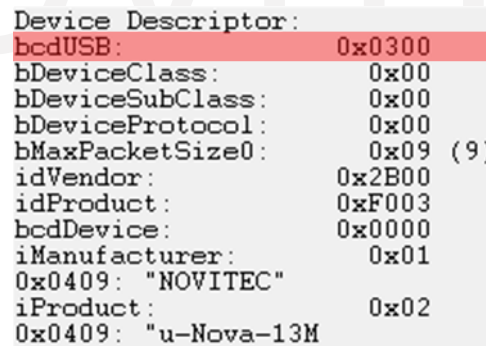 Device Descriptor:
bcdUSB: 0x0300
bDeviceClass: 0x00
bDeviceSubClass: 0x00
bDeviceProtocol: 0x00
bMaxPacketSize0: 0x09 (9)
idVendor: 0x2B00
idProduct: 0xF003
bcdDevice: 0x0000
iManufacturer: 0x01
0x0409: "NOVITEC"
iProduct: 0x02
0x0409: "u-Nova-13M